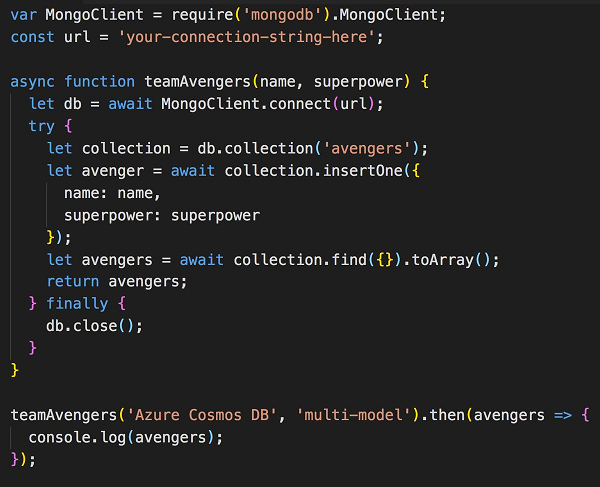 var MongoClient = require('mongodb').MongoClient;
const url = 'your-connection-string-here';

async function teamAvengers(name, superpower) {
  let db = await MongoClient.connect(url);
  try {
    let collection = db.collection('avengers');
    let avenger = await collection.insertOne({
      name: name,
      superpower: superpower
    });
    let avengers = await collection.find({}).toArray();
    return avengers;
  } finally {
    db.close();
  }
}

teamAvengers('Azure Cosmos DB', 'multi-model').then(avengers => {
  console.log(avengers);
});